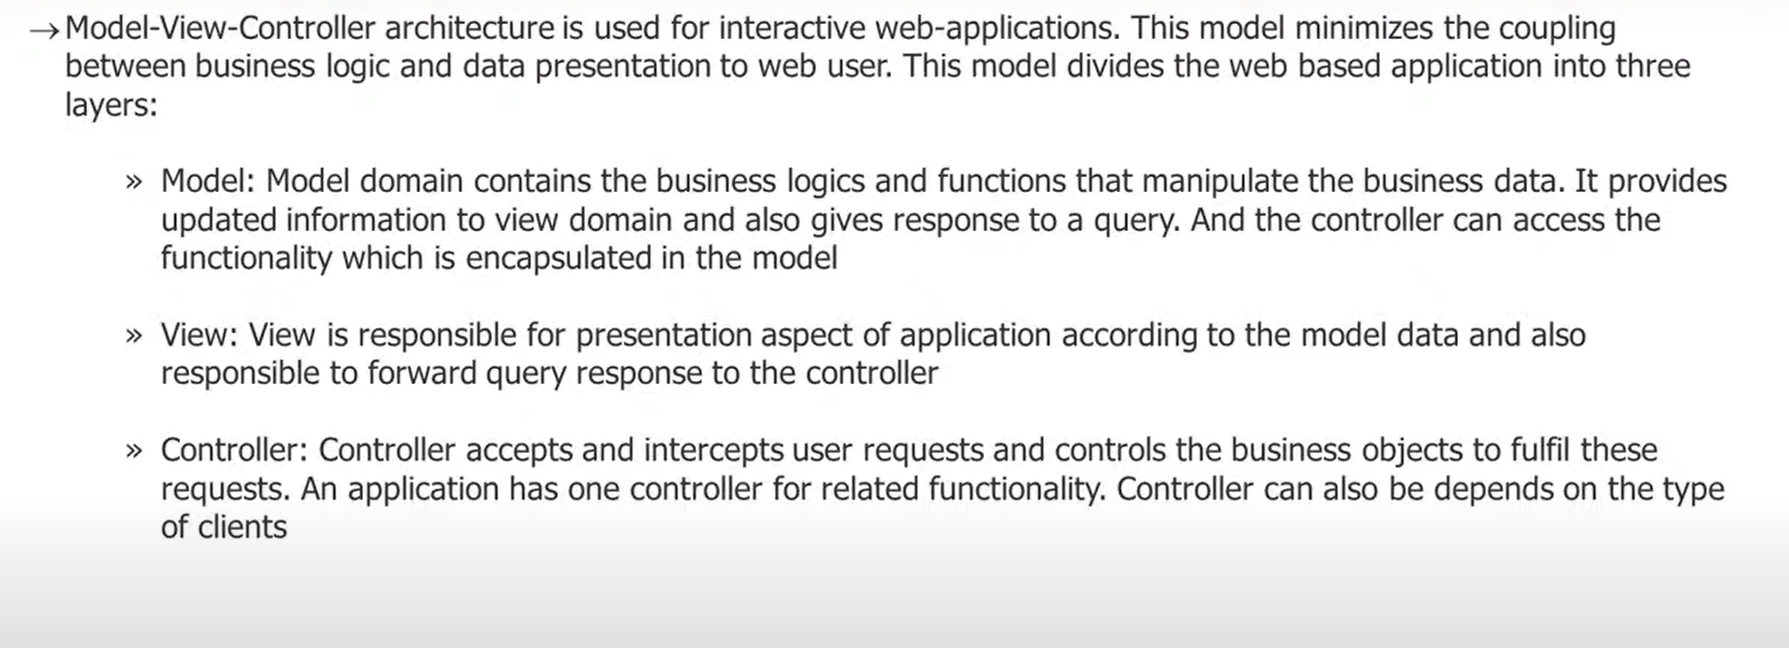 →Model-View-Controller architecture is used for interactive web-applications. This model minimizes the coupling
between business logic and data presentation to web user. This model divides the web based application into three
layers:
» Model: Model domain contains the business logics and functions that manipulate the business data. It provides
updated information to view domain and also gives response to a query. And the controller can access the
functionality which is encapsulated in the model
» View: View is responsible for presentation aspect of application according to the model data and also
responsible to forward query response to the controller
» Controller: Controller accepts and intercepts user requests and controls the business objects to fulfil these
requests. An application has one controller for related functionality. Controller can also be depends on the type
of clients